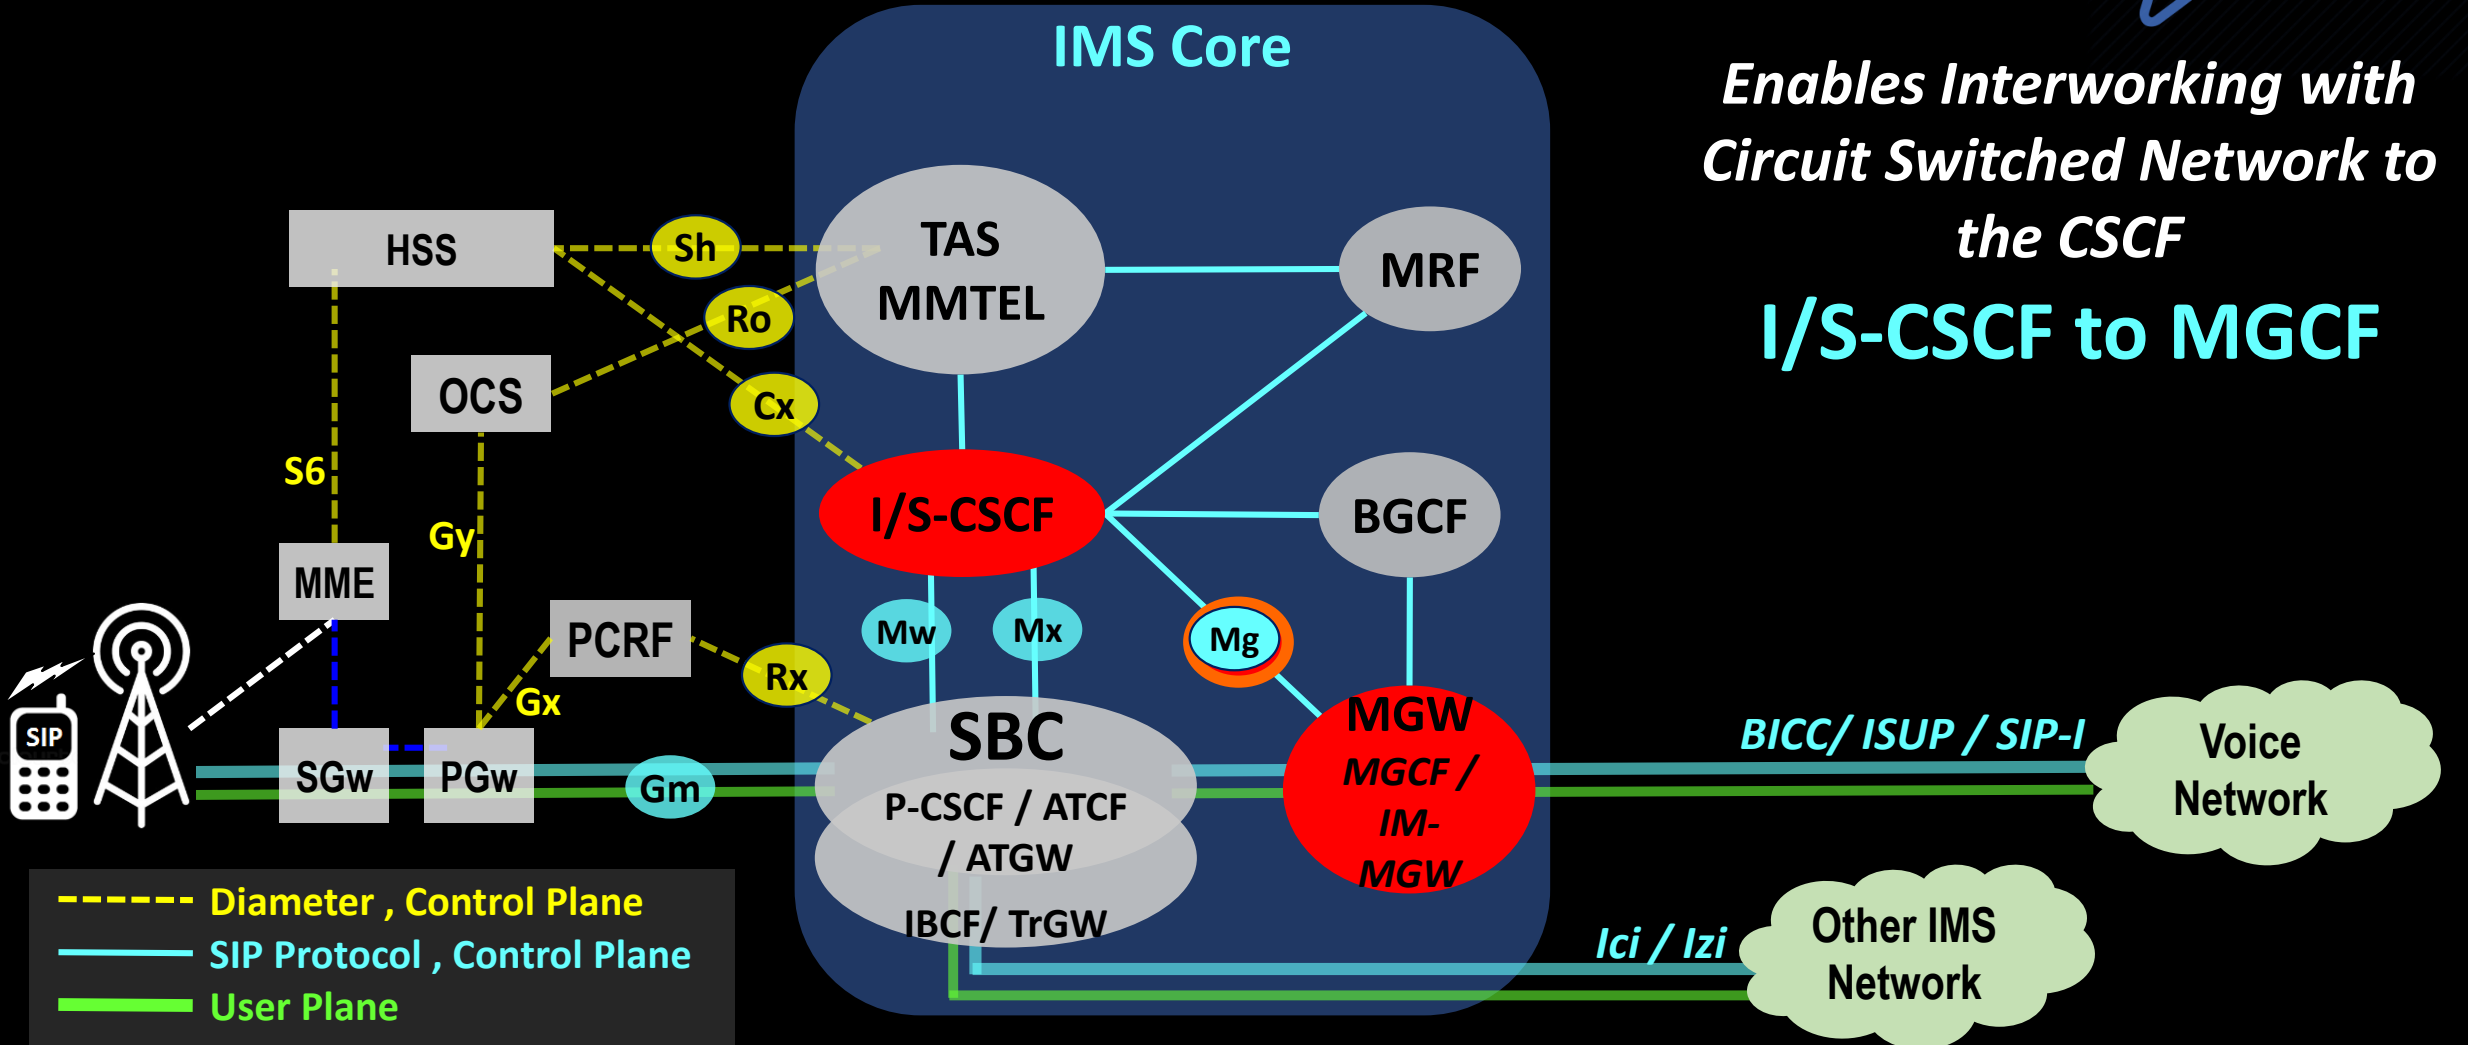 IMS Core
Enables Interworking with
Circuit Switched Network to
the CSCF
I/S-CSCF to MGCF
HSS
Sh
TAS
MMTEL
MRF
Ro
OCS
Cx
S6
Gy
I/S-CSCF
BGCF
MME
PCRF
Mw
Mx
Mg
Rx
Gx
SIP
SGw
PGw
Gm
SBC
P-CSCF / ATCF
/ ATGW
IBCF/ TrGW
MGW
MGCF /
IM-
MGW
BICC/ ISUP / SIP-I
Voice
Network
Ici / Izi
Other IMS
Network
Diameter , Control Plane
SIP Protocol , Control Plane
User Plane